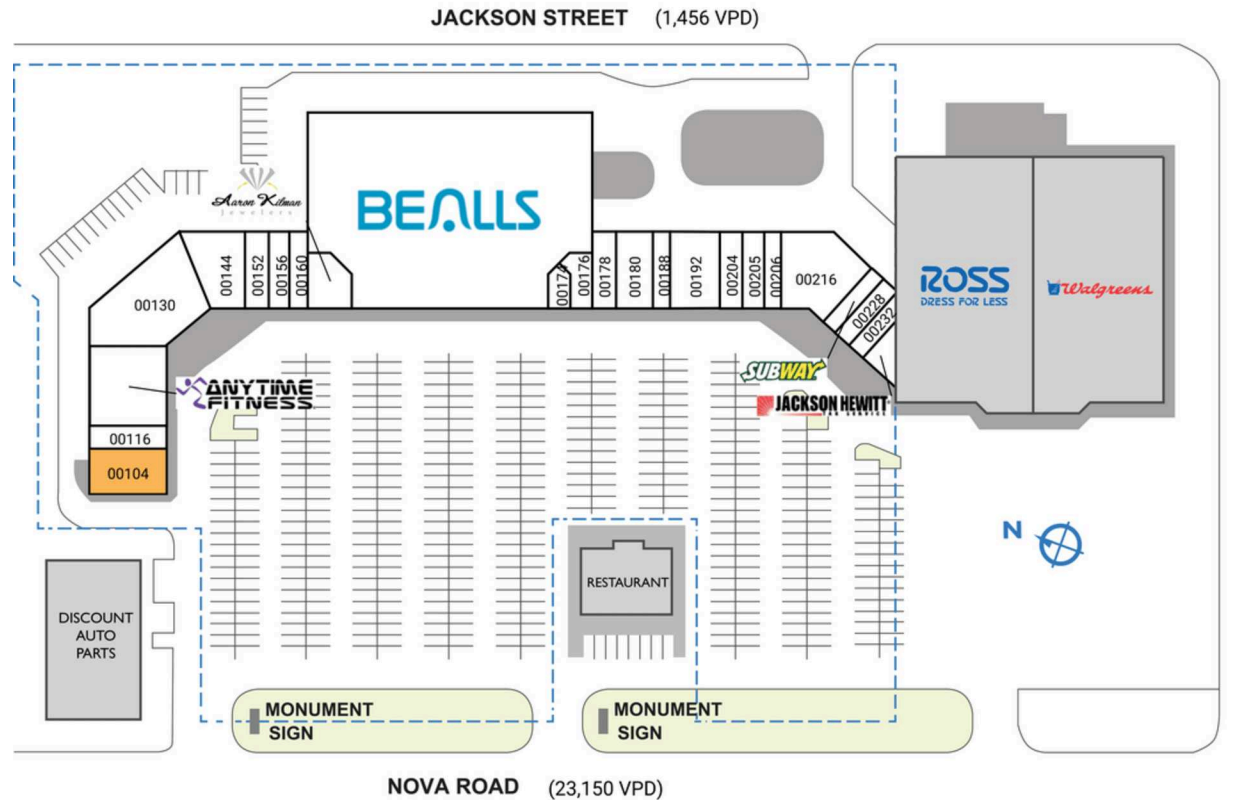 JACKSON STREET (1,456 VPD)
Aaron Kilman
Jewelers
BEALLS
00130
00144
00152
00156
00160
00174
00176
00178
00180
00188
00192
00204
00205
00206
00216
00228
00232
ROSS
DRESS FOR LESS
Walgreens
ANYTIME
FITNESS
SUBWAY
JACKSON HEWITT
TAX SERVICE
00116
00104
N
RESTAURANT
DISCOUNT
AUTO
PARTS
MONUMENT
SIGN
MONUMENT
SIGN
NOVA ROAD (23,150 VPD)